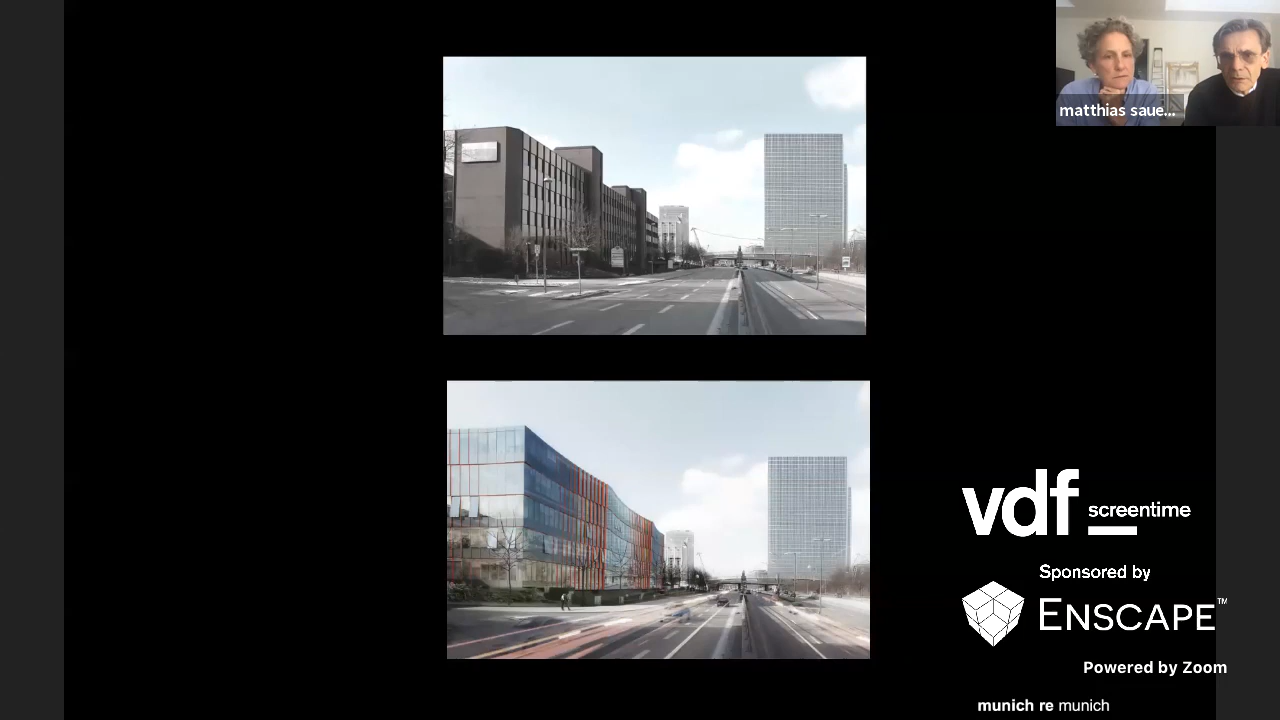 matthias saue...
vdf screentime
Sponsored by
ENSCAPE™
Powered by Zoom
munich re munich